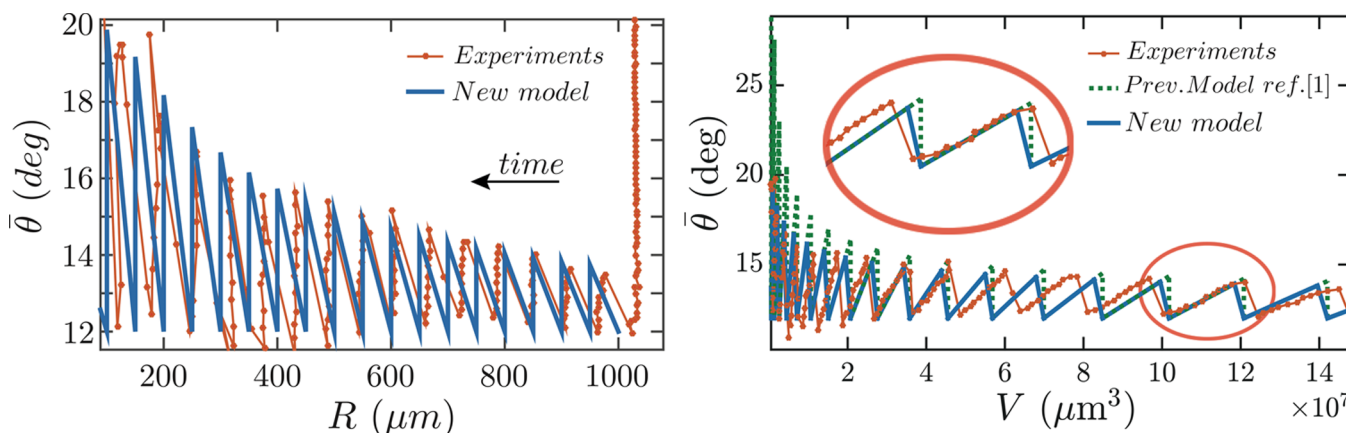 20
18
16
14
12
θ̄ (deg)
Experiments
New model
time
200
400
600
800
1000
R (μm)
25
20
15
θ̄ (deg)
Experiments
Prev.Model ref.[1]
New model
2
4
6
8
10
12
14
V (μm³)
×10⁷